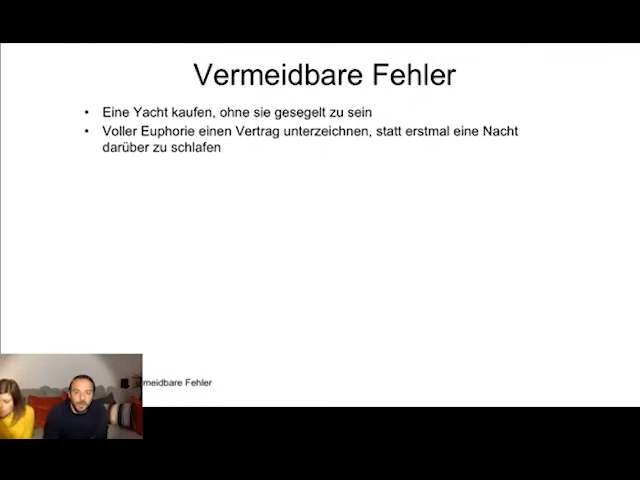 Vermeidbare Fehler
• Eine Yacht kaufen, ohne sie gesegelt zu sein
• Voller Euphorie einen Vertrag unterzeichnen, statt erstmal eine Nacht
darüber zu schlafen
meidbare Fehler